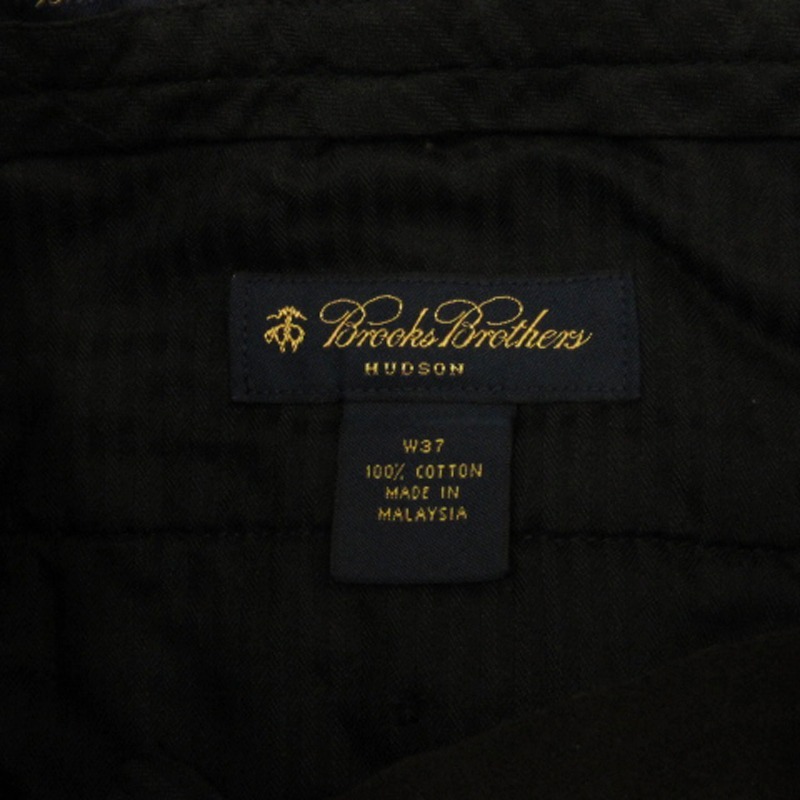 Brooks Brothers
HUDSON
W37
100% COTTON
MADE IN
MALAYSIA